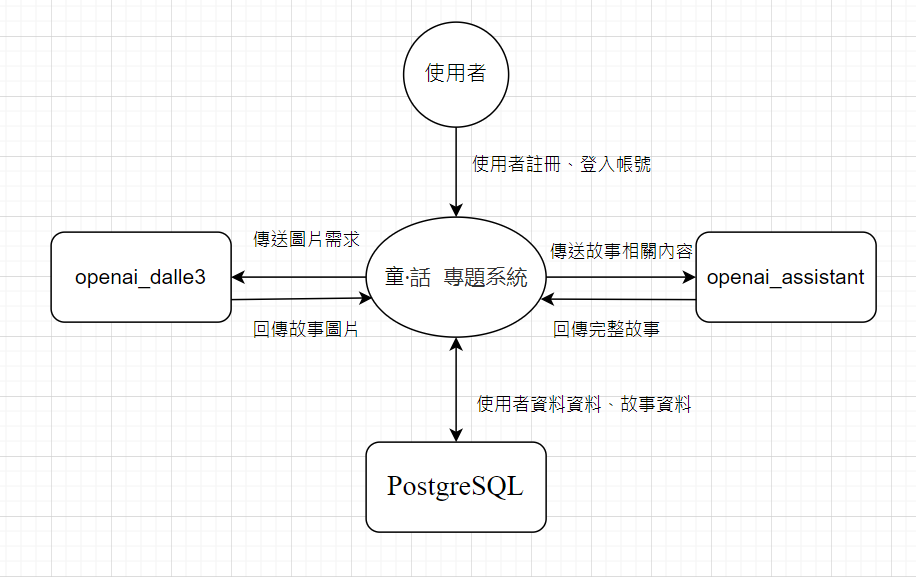 使用者
使用者註冊、登入帳號
傳送圖片需求
傳送故事相關內容
openai_dalle3
童·話 專題系統
openai_assistant
回傳故事圖片
回傳完整故事
使用者資料資料、故事資料
PostgreSQL